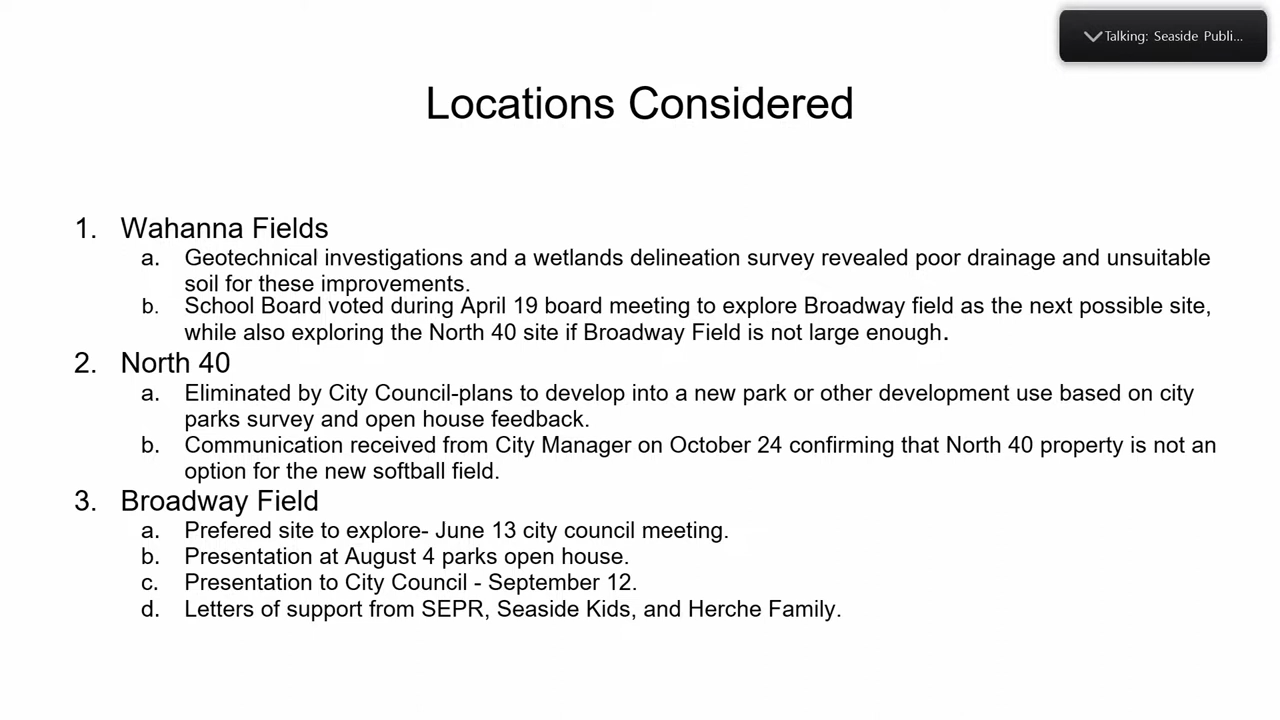 Talking: Seaside Publi...
Locations Considered
1. Wahanna Fields
a. Geotechnical investigations and a wetlands delineation survey revealed poor drainage and unsuitable
soil for these improvements.
b. School Board voted during April 19 board meeting to explore Broadway field as the next possible site,
while also exploring the North 40 site if Broadway Field is not large enough.
2. North 40
a. Eliminated by City Council-plans to develop into a new park or other development use based on city
parks survey and open house feedback.
b. Communication received from City Manager on October 24 confirming that North 40 property is not an
option for the new softball field.
3. Broadway Field
a. Prefered site to explore- June 13 city council meeting.
b. Presentation at August 4 parks open house.
c. Presentation to City Council - September 12.
d. Letters of support from SEPR, Seaside Kids, and Herche Family.